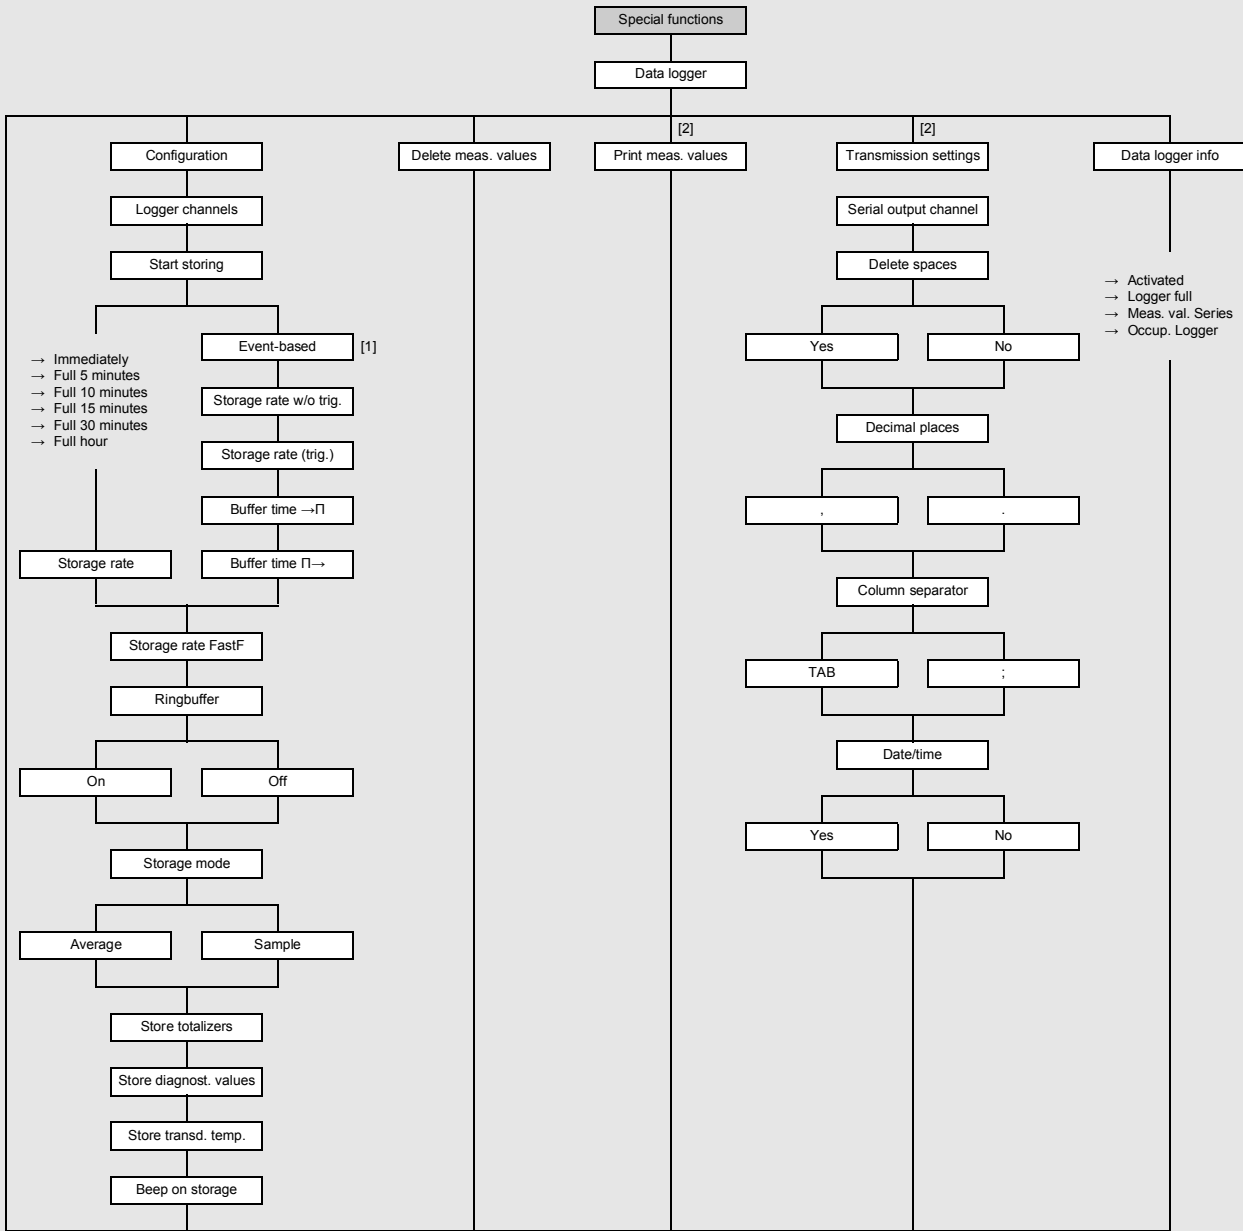 Special functions
Data logger
[2]
[2]
Configuration
Delete meas. values
Print meas. values
Transmission settings
Data logger info
Logger channels
Serial output channel
Start storing
Delete spaces
→ Activated
→ Logger full
→ Meas. val. Series
→ Occup. Logger
Event-based
[1]
Yes
No
→ Immediately
→ Full 5 minutes
→ Full 10 minutes
→ Full 15 minutes
→ Full 30 minutes
→ Full hour
Storage rate w/o trig.
Decimal places
Storage rate (trig.)
Buffer time →Π
,
.
Storage rate
Buffer time Π→
Column separator
Storage rate FastF
TAB
;
Ringbuffer
Date/time
On
Off
Yes
No
Storage mode
Average
Sample
Store totalizers
Store diagnost. values
Store transd. temp.
Beep on storage